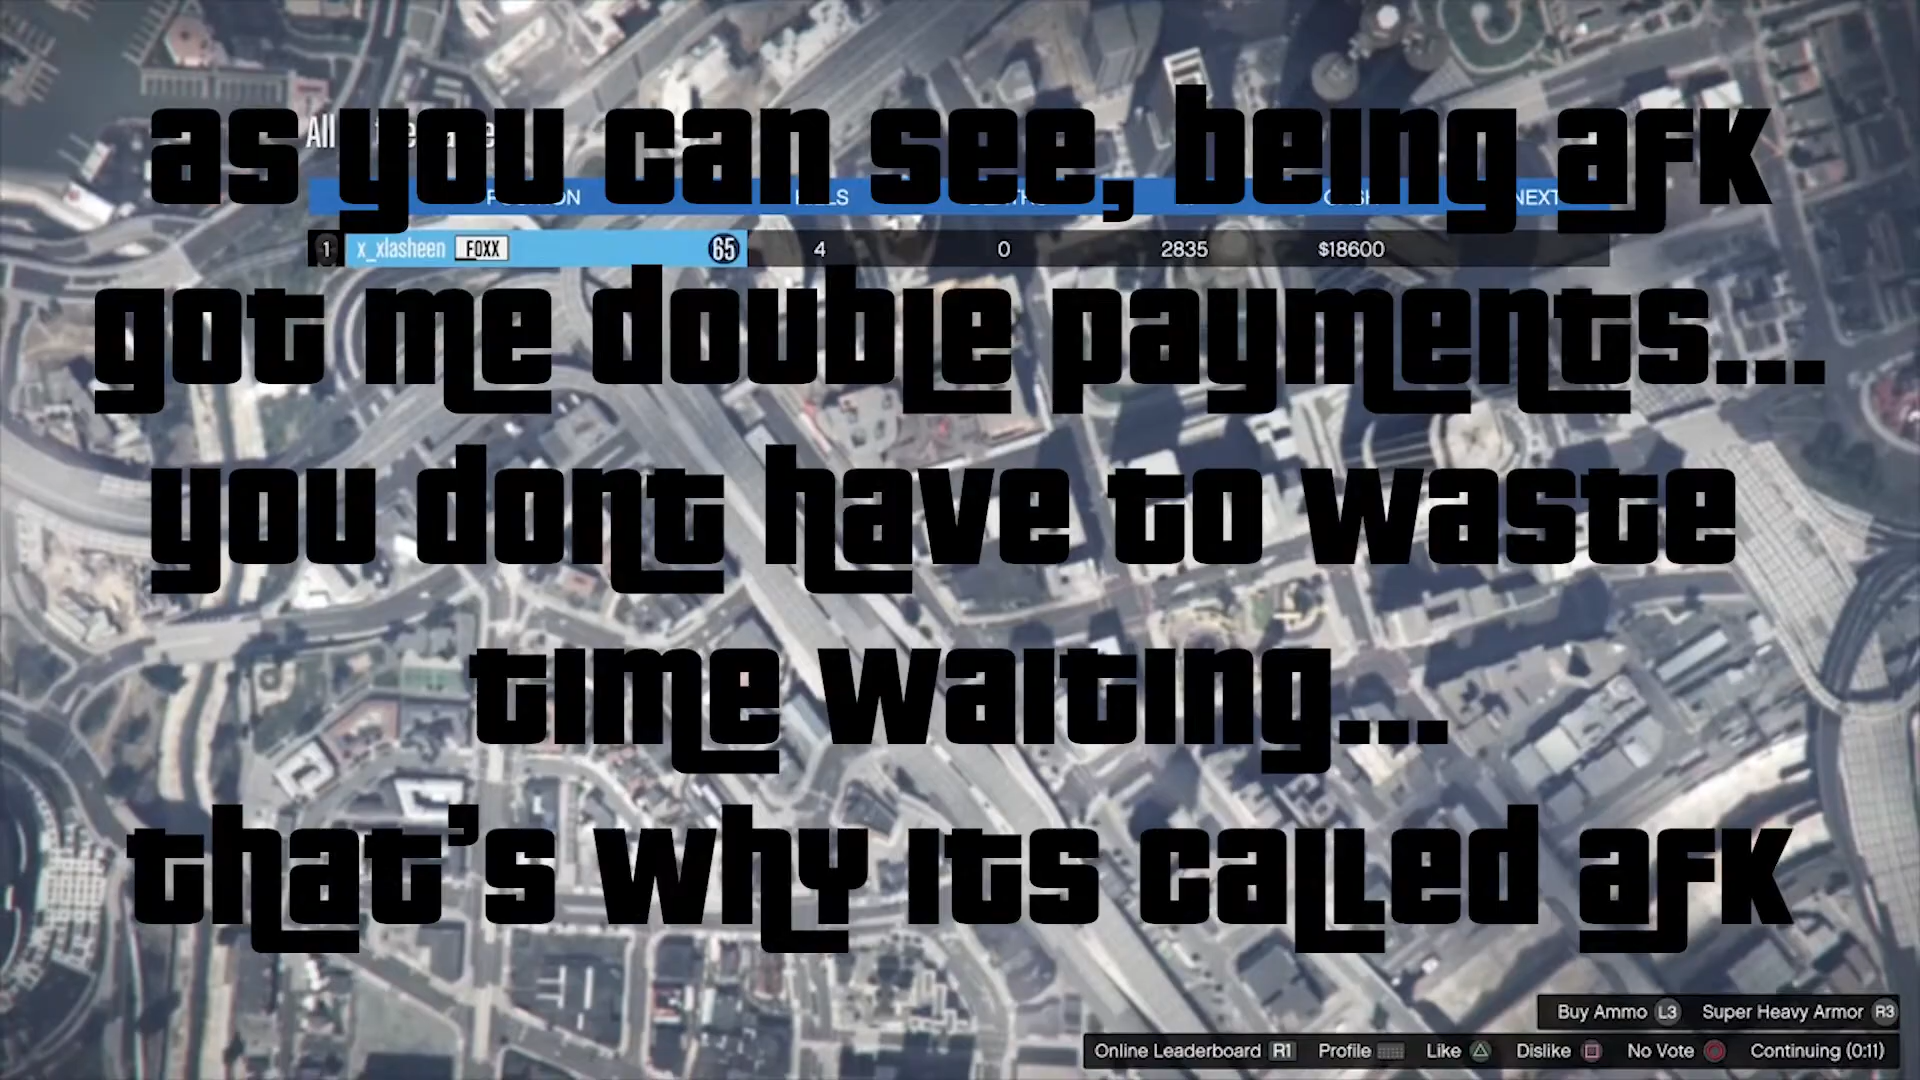 as you can see, being afk
All
POSITION
CASH
NEXT
1 x_xlasheen FOXX 65 4 0 2835 $18600
got me double payments...
you dont have to waste
time waiting...
that's why its called afk
Buy Ammo L3 Super Heavy Armor R3
Online Leaderboard R1 Profile Like Dislike No Vote Continuing (0:11)